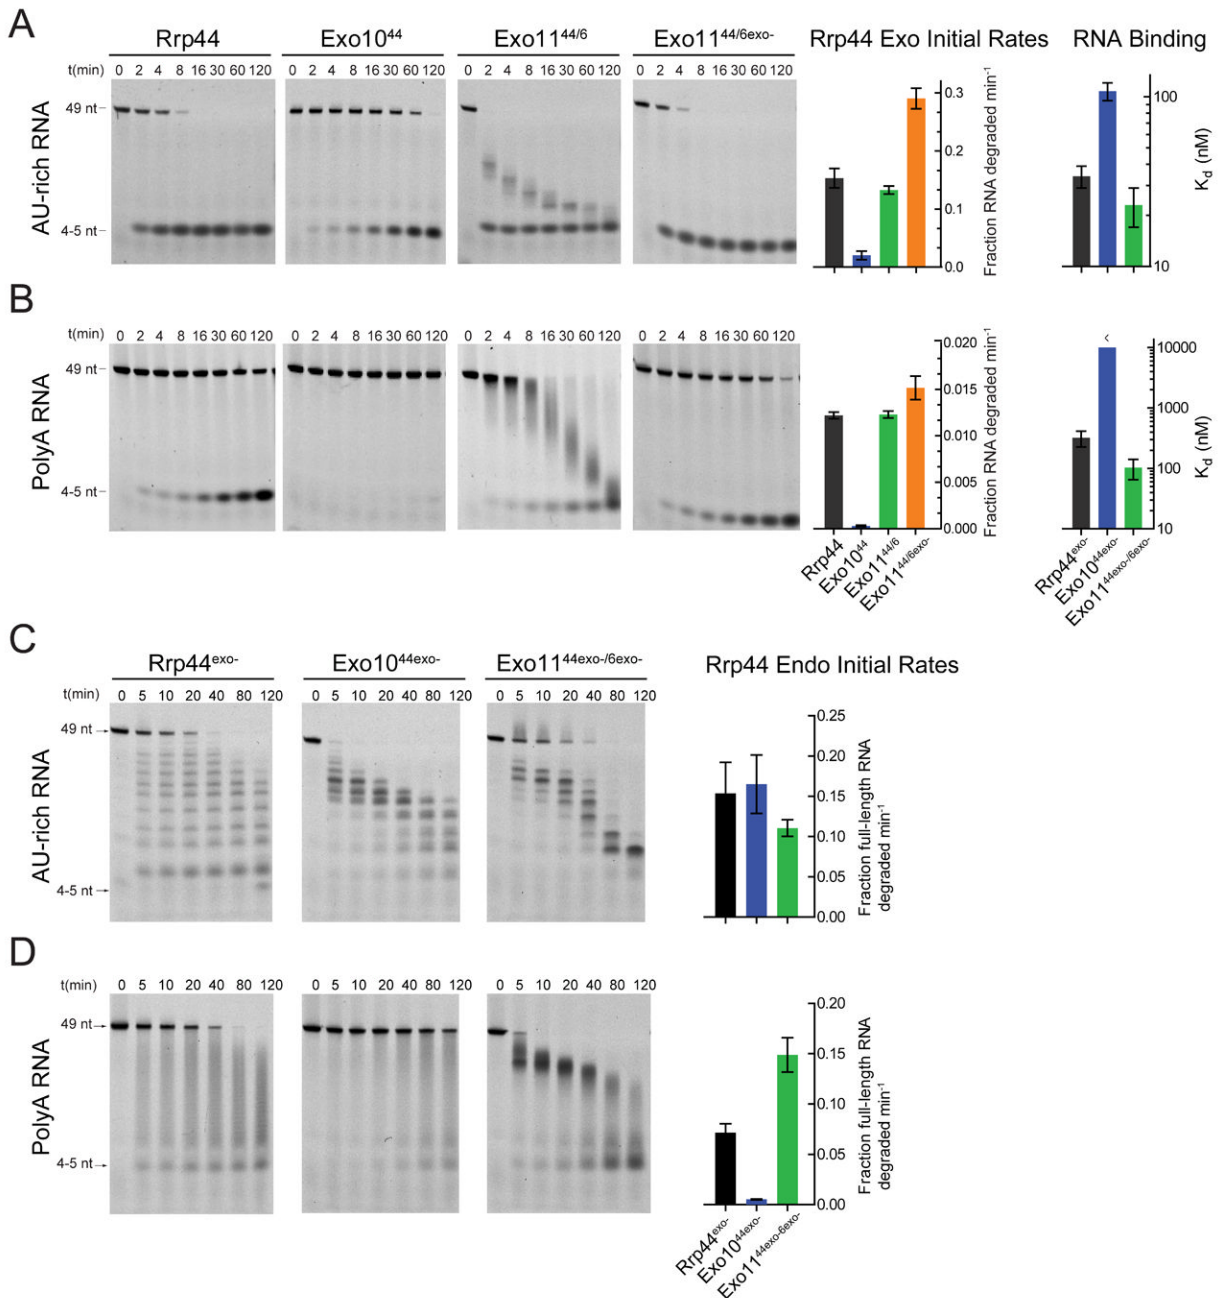 A
Rrp44 Exo10⁴⁴ Exo11⁴⁴/⁶ Exo11⁴⁴/⁶ᵉˣᵒ⁻ Rrp44 Exo Initial Rates RNA Binding
t(min) 0 2 4 8 16 30 60 120 0 2 4 8 16 30 60 120 0 2 4 8 16 30 60 120 0 2 4 8 16 30 60 120
AU-rich RNA
49 nt
4-5 nt
0.3
0.2
0.1
0.0
Fraction RNA degraded min⁻¹
100
10
K_d (nM)
B
t(min) 0 2 4 8 16 30 60 120 0 2 4 8 16 30 60 120 0 2 4 8 16 30 60 120 0 2 4 8 16 30 60 120
PolyA RNA
49 nt
4-5 nt
0.020
0.015
0.010
0.005
0.000
Fraction RNA degraded min⁻¹
Rrp44
Exo10⁴⁴
Exo11⁴⁴/⁶
Exo11⁴⁴/⁶ᵉˣᵒ⁻
<
10000
1000
100
10
K_d (nM)
Rrp44ᵉˣᵒ⁻
Exo10⁴⁴ᵉˣᵒ⁻
Exo11⁴⁴ᵉˣᵒ⁻/⁶ᵉˣᵒ⁻
C
Rrp44ᵉˣᵒ⁻ Exo10⁴⁴ᵉˣᵒ⁻ Exo11⁴⁴ᵉˣᵒ⁻/⁶ᵉˣᵒ⁻ Rrp44 Endo Initial Rates
t(min) 0 5 10 20 40 80 120 0 5 10 20 40 80 120 0 5 10 20 40 80 120
AU-rich RNA
49 nt
4-5 nt
0.25
0.20
0.15
0.10
0.05
0.00
Fraction full-length RNA
degraded min⁻¹
D
t(min) 0 5 10 20 40 80 120 0 5 10 20 40 80 120 0 5 10 20 40 80 120
PolyA RNA
49 nt
4-5 nt
0.20
0.15
0.10
0.05
0.00
Fraction full-length RNA
degraded min⁻¹
Rrp44ᵉˣᵒ⁻
Exo10⁴⁴ᵉˣᵒ⁻
Exo11⁴⁴ᵉˣᵒ⁻⁶ᵉˣᵒ⁻